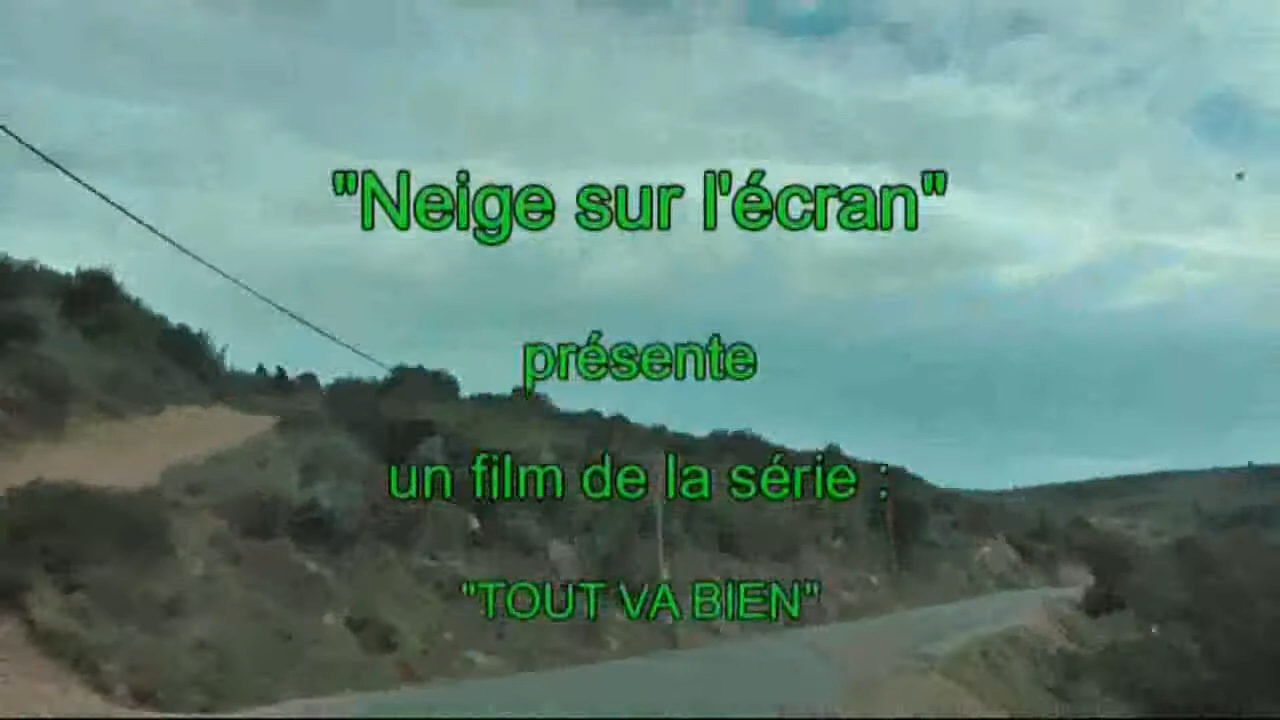 "Neige sur l'écran"
présente
un film de la série :
"TOUT VA BIEN"